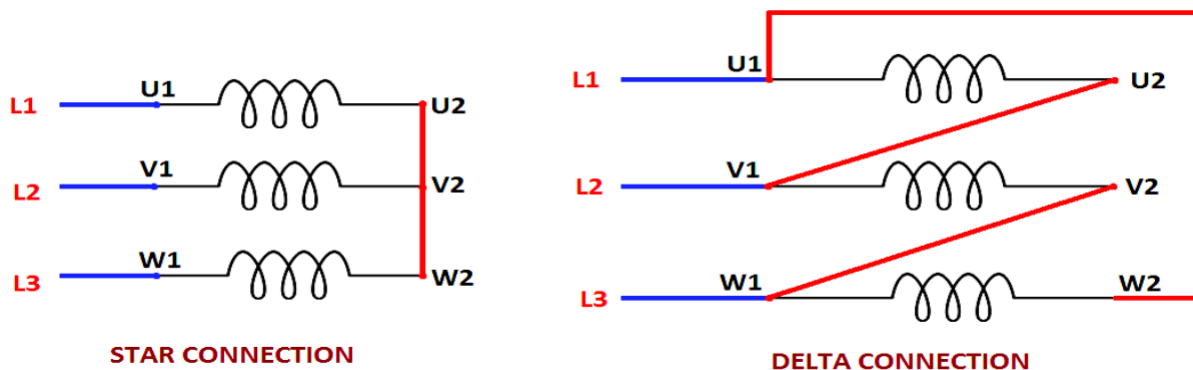 L1 U1 U2
L2 V1 V2
L3 W1 W2
STAR CONNECTION
L1 U1 U2
L2 V1 V2
L3 W1 W2
DELTA CONNECTION